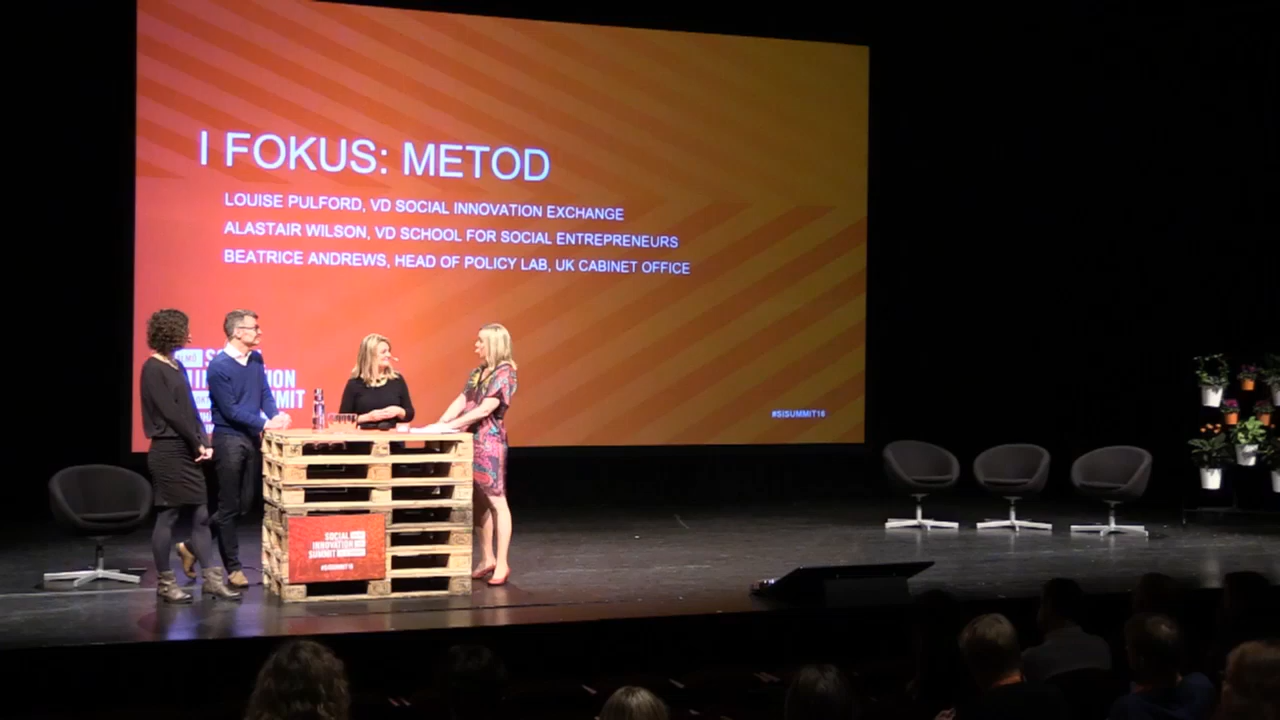 I FOKUS: METOD
LOUISE PULFORD, VD SOCIAL INNOVATION EXCHANGE
ALASTAIR WILSON, VD SCHOOL FOR SOCIAL ENTREPRENEURS
BEATRICE ANDREWS, HEAD OF POLICY LAB, UK CABINET OFFICE
#SISUMMIT16
SOCIAL
INNOVATION
SUMMIT
#SISUMMIT16